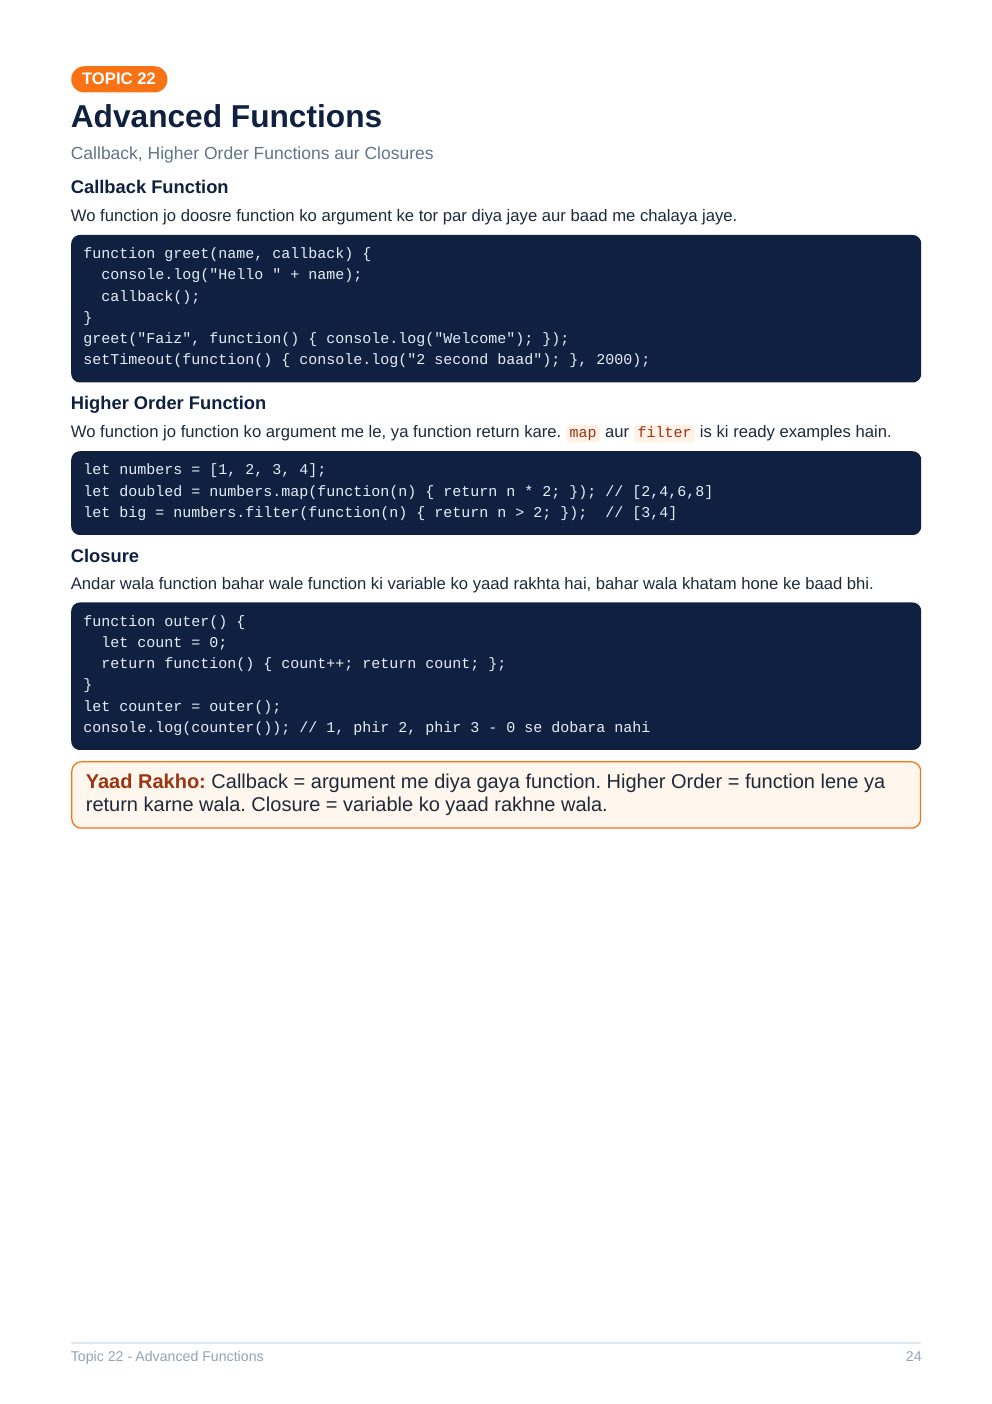 TOPIC 22
Advanced Functions
Callback, Higher Order Functions aur Closures
Callback Function
Wo function jo doosre function ko argument ke tor par diya jaye aur baad me chalaya jaye.
function greet(name, callback) {
  console.log("Hello " + name);
  callback();
}
greet("Faiz", function() { console.log("Welcome"); });
setTimeout(function() { console.log("2 second baad"); }, 2000);
Higher Order Function
Wo function jo function ko argument me le, ya function return kare. map aur filter is ki ready examples hain.
let numbers = [1, 2, 3, 4];
let doubled = numbers.map(function(n) { return n * 2; }); // [2,4,6,8]
let big = numbers.filter(function(n) { return n > 2; });  // [3,4]
Closure
Andar wala function bahar wale function ki variable ko yaad rakhta hai, bahar wala khatam hone ke baad bhi.
function outer() {
  let count = 0;
  return function() { count++; return count; };
}
let counter = outer();
console.log(counter()); // 1, phir 2, phir 3 - 0 se dobara nahi
Yaad Rakho: Callback = argument me diya gaya function. Higher Order = function lene ya
return karne wala. Closure = variable ko yaad rakhne wala.
Topic 22 - Advanced Functions 24